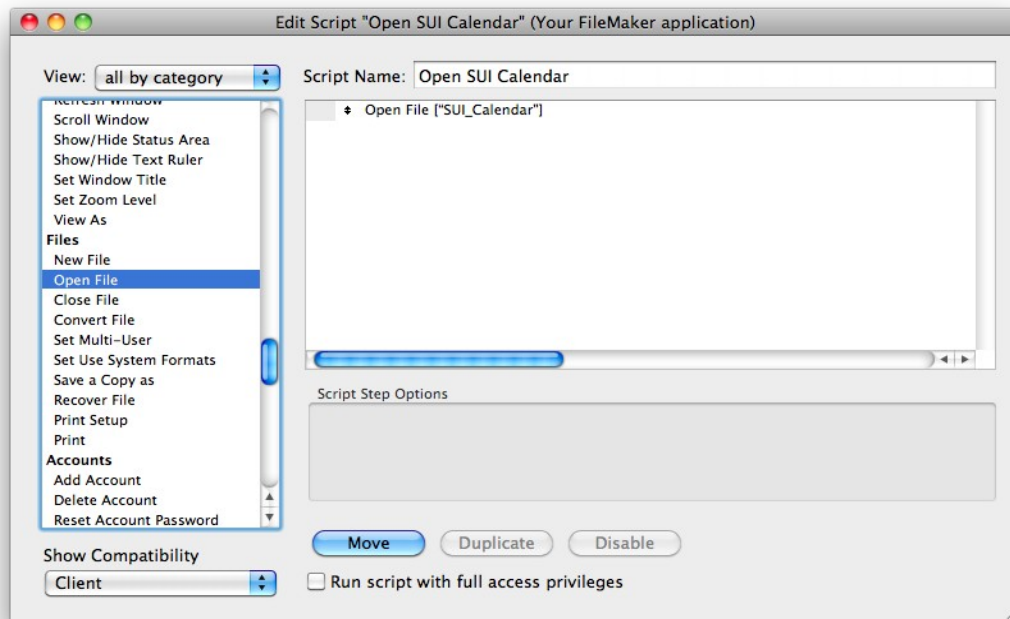 Edit Script "Open SUI Calendar" (Your FileMaker application)
View: all by category
Script Name: Open SUI Calendar
Refresh Window
Scroll Window
Show/Hide Status Area
Show/Hide Text Ruler
Set Window Title
Set Zoom Level
View As
Files
New File
Open File
Close File
Convert File
Set Multi-User
Set Use System Formats
Save a Copy as
Recover File
Print Setup
Print
Accounts
Add Account
Delete Account
Reset Account Password
Show Compatibility
Client
Open File ["SUI_Calendar"]
Script Step Options
Move
Duplicate
Disable
Run script with full access privileges